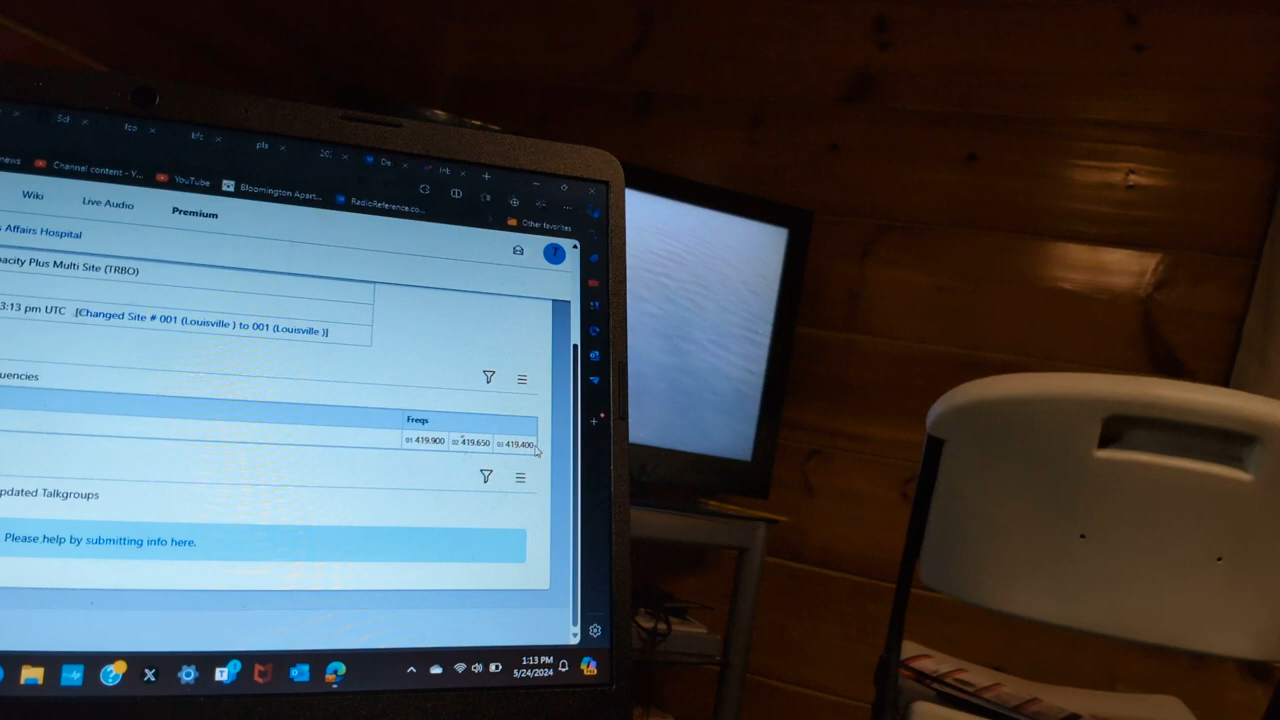 news Channel content - Y... YouTube Bloomington Apart... RadioReference.co...
Other favorites
Wiki Live Audio Premium
s Affairs Hospital
T
pacity Plus Multi Site (TRBO)
3:13 pm UTC [Changed Site # 001 (Louisville ) to 001 (Louisville )]
uencies
Freqs
01 419.900 02 419.650 03 419.400
pdated Talkgroups
Please help by submitting info here.
1:13 PM
5/24/2024